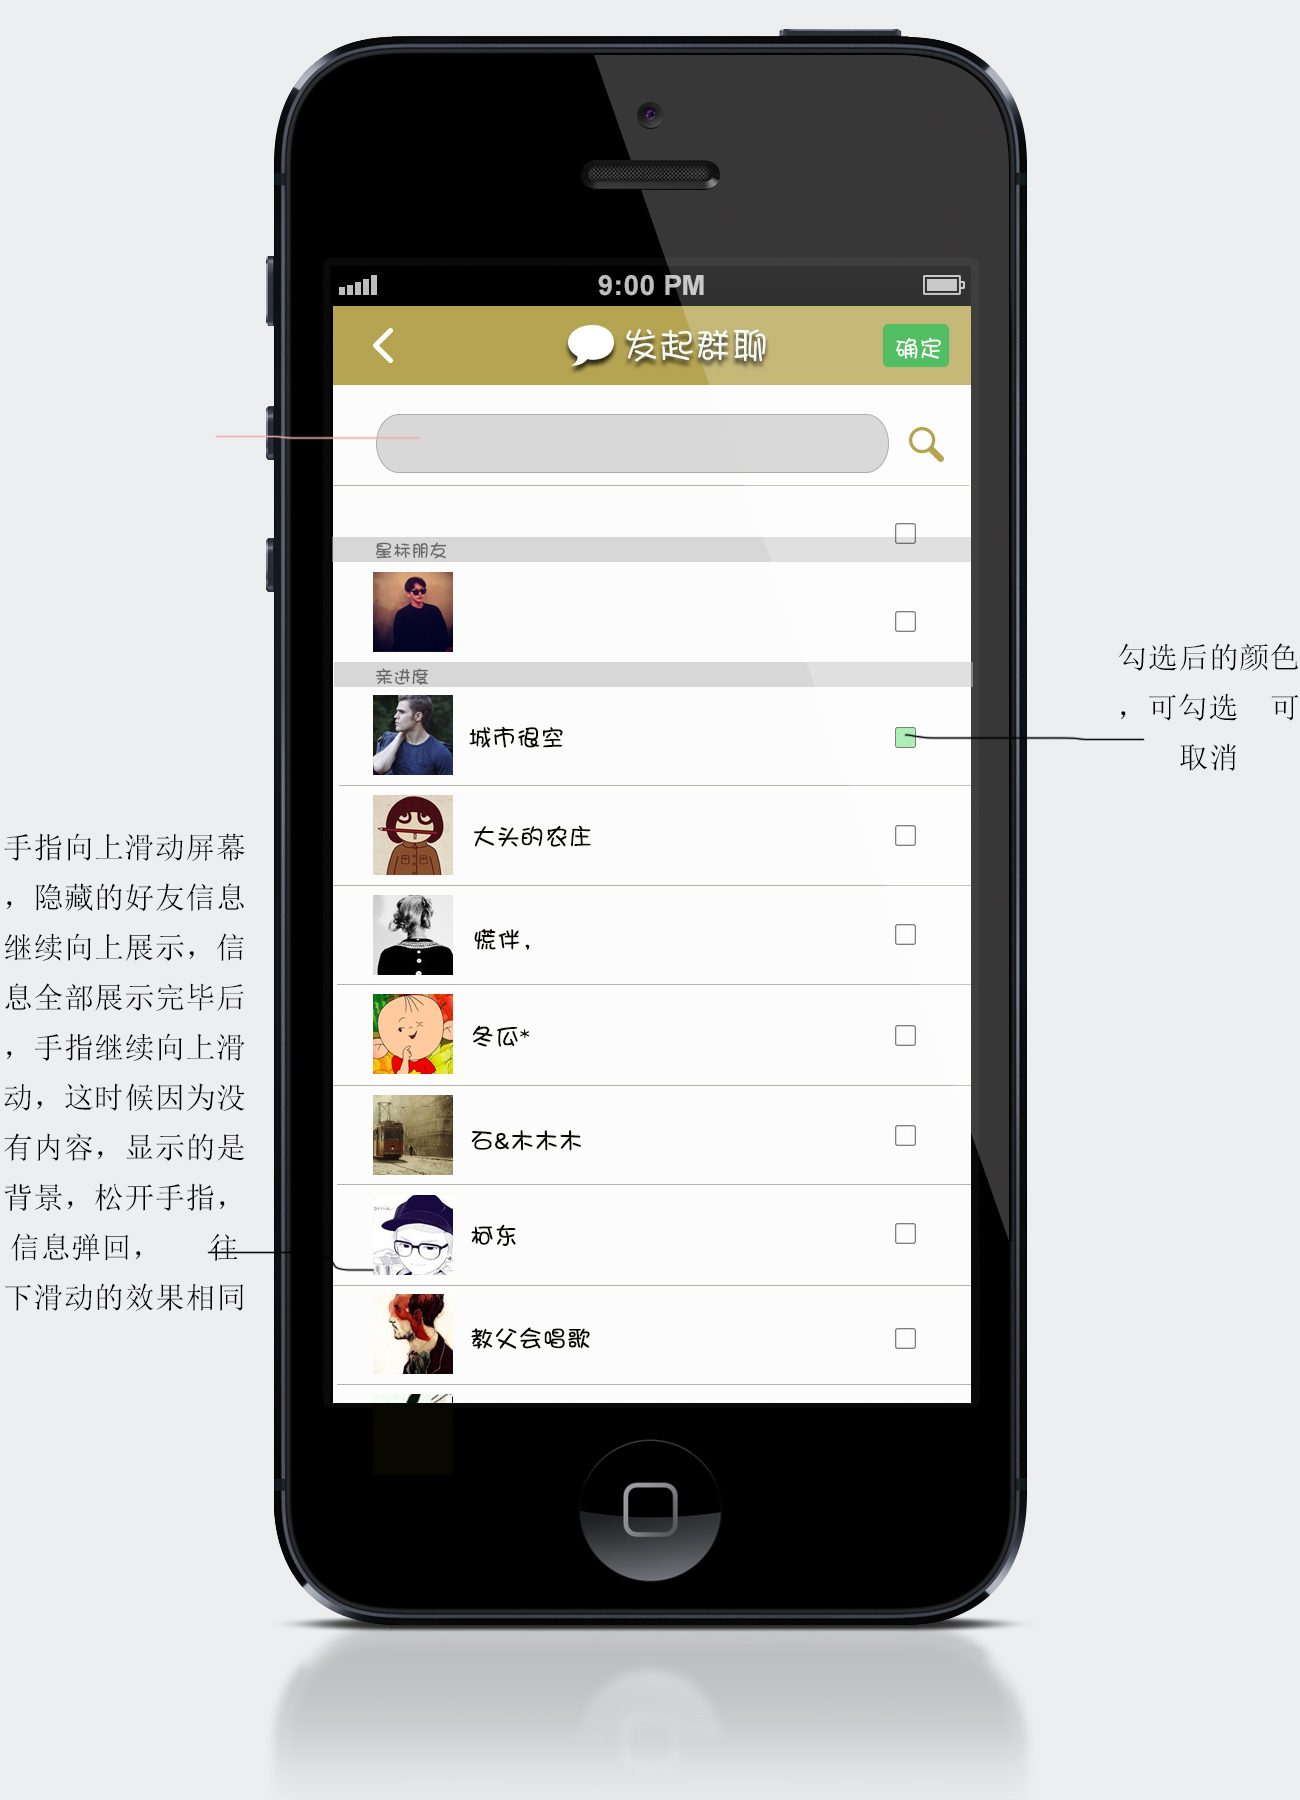 9:00 PM
发起群聊
确定
星标朋友
亲进度
城市很空
大头的农庄
慌伴,
冬瓜*
石&木木木
柯东
教父会唱歌
勾选后的颜色
，可勾选 可
取消
手指向上滑动屏幕
，隐藏的好友信息
继续向上展示，信
息全部展示完毕后
，手指继续向上滑
动，这时候因为没
有内容，显示的是
背景，松开手指，
信息弹回， 往
下滑动的效果相同